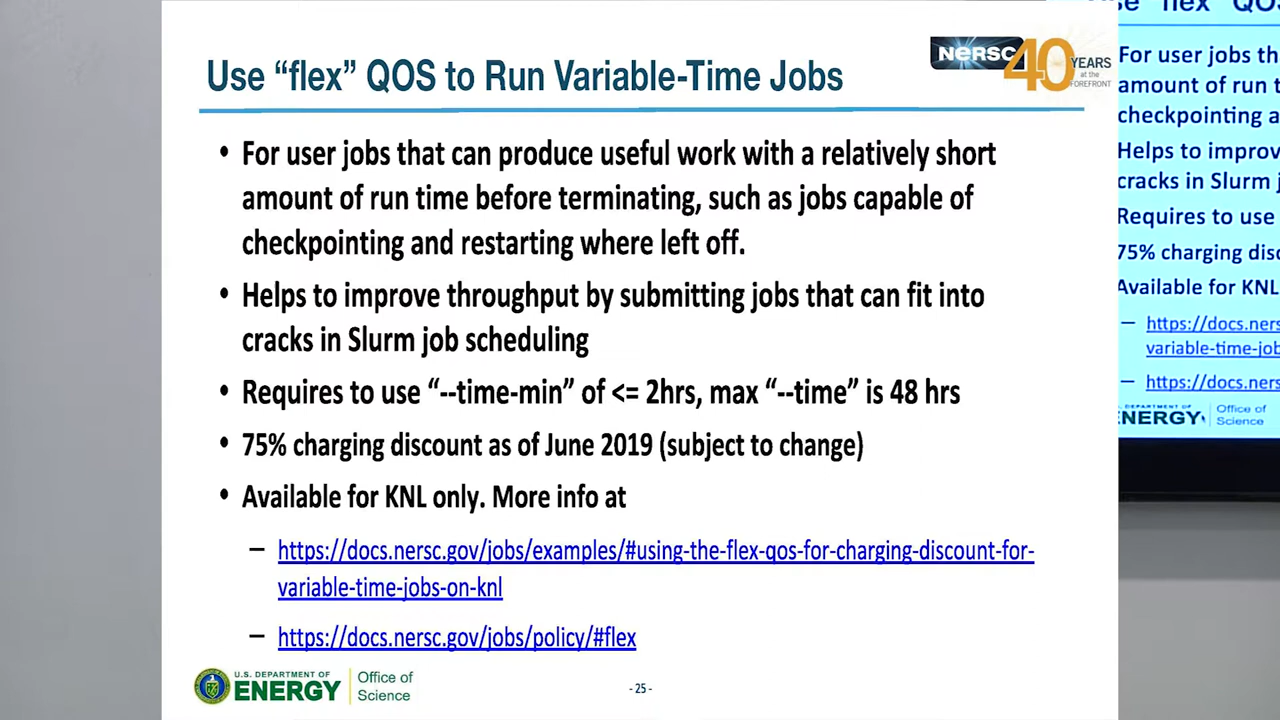 Use “flex” QOS to Run Variable-Time Jobs
NERSC 40 YEARS
at the
FOREFRONT
• For user jobs that can produce useful work with a relatively short
amount of run time before terminating, such as jobs capable of
checkpointing and restarting where left off.
• Helps to improve throughput by submitting jobs that can fit into
cracks in Slurm job scheduling
• Requires to use “--time-min” of <= 2hrs, max “--time” is 48 hrs
• 75% charging discount as of June 2019 (subject to change)
• Available for KNL only. More info at
– https://docs.nersc.gov/jobs/examples/#using-the-flex-qos-for-charging-discount-for-
variable-time-jobs-on-knl
– https://docs.nersc.gov/jobs/policy/#flex
U.S. DEPARTMENT OF
ENERGY
Office of
Science
- 25 -
flex” QOS
For user jobs th
amount of run t
checkpointing a
Helps to improv
cracks in Slurm j
Requires to use
75% charging disc
Available for KNL
– https://docs.ners
variable-time-job
– https://docs.ners
ENERGY
Office of
Science